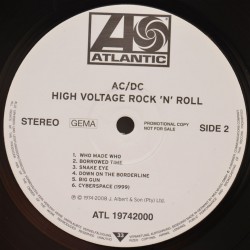 ATLANTIC
AC/DC
HIGH VOLTAGE ROCK 'N' ROLL
STEREO GEMA PROMOTIONAL COPY NOT FOR SALE SIDE 2
1. WHO MADE WHO
2. BORROWED TIME
3. SNAKE EYE
4. DOWN ON THE BORDERLINE
5. BIG GUN
6. CYBERSPACE (1999)
ATL 19742000
33